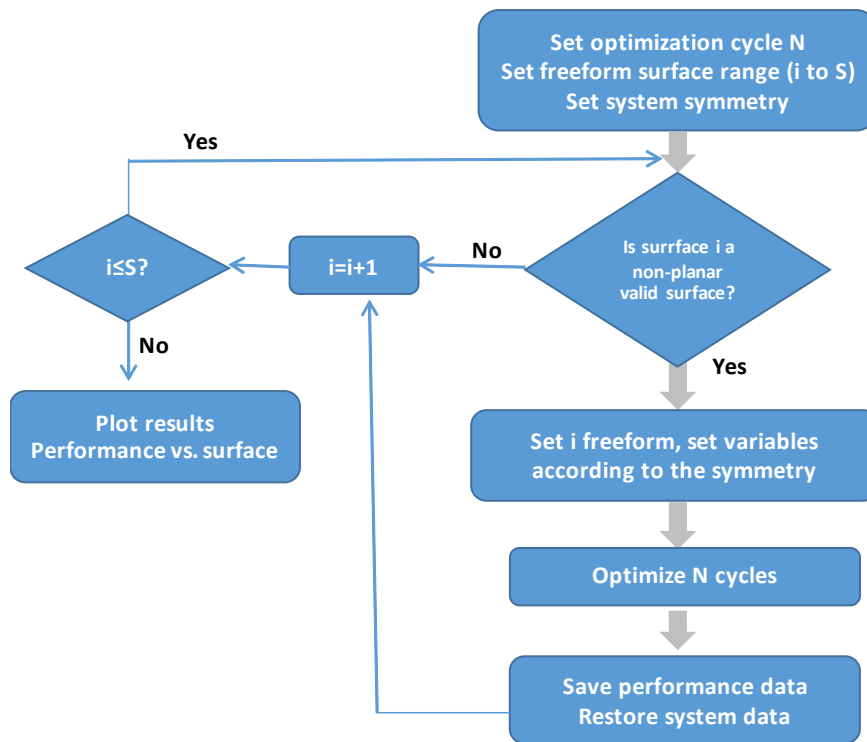 Set optimization cycle N
Set freeform surface range (i to S)
Set system symmetry
Yes
Is surrface i a
non-planar
valid surface?
No
i=i+1
i≤S?
No
Yes
Plot results
Performance vs. surface
Set i freeform, set variables
according to the symmetry
Optimize N cycles
Save performance data
Restore system data